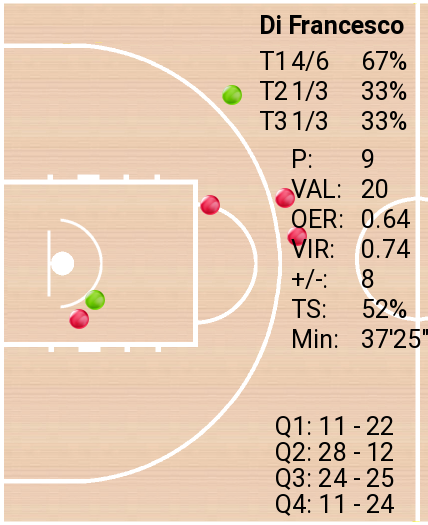 Di Francesco
T1 4/6 67%
T2 1/3 33%
T3 1/3 33%
P: 9
VAL: 20
OER: 0.64
VIR: 0.74
+/-: 8
TS: 52%
Min: 37'25"
Q1: 11 - 22
Q2: 28 - 12
Q3: 24 - 25
Q4: 11 - 24